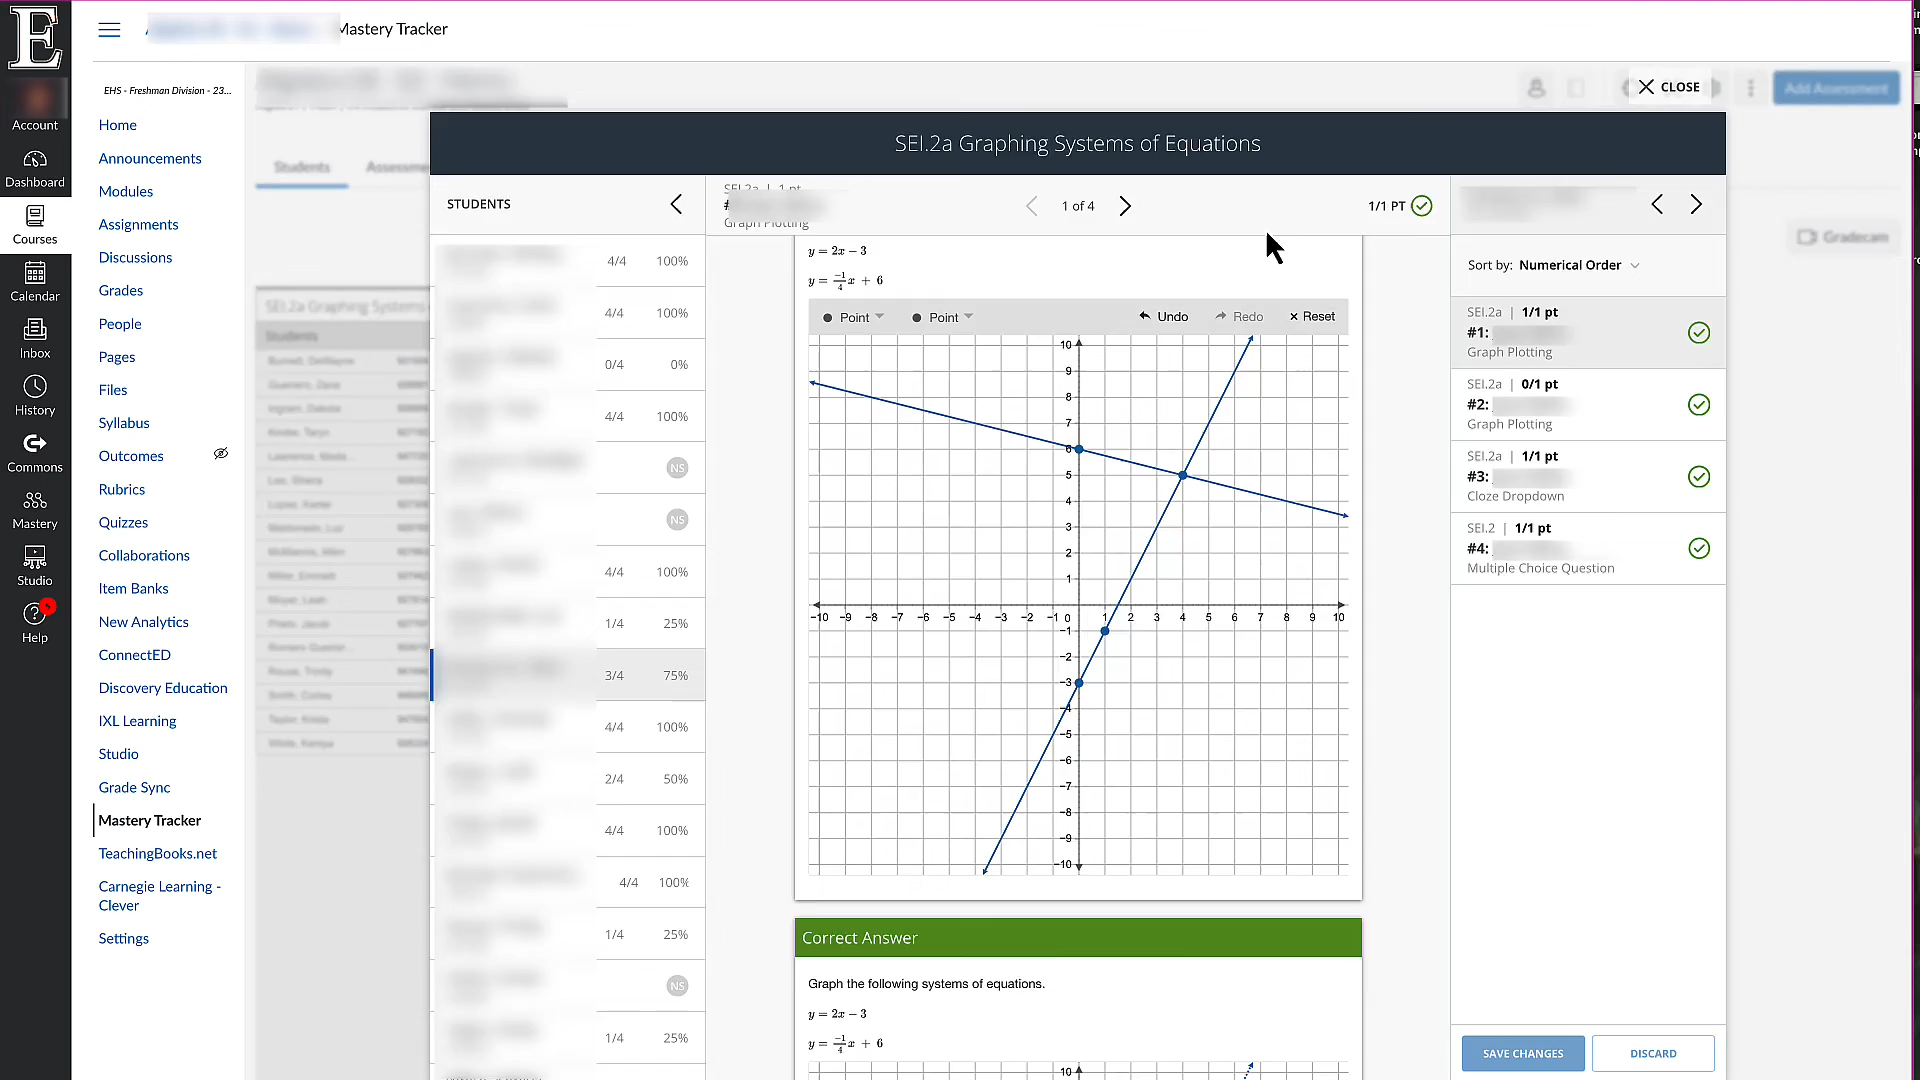 E
Mastery Tracker
EHS - Freshman Division - 23...
CLOSE
Add Assessment
Account
Dashboard
Courses
Calendar
Inbox
History
Commons
Mastery
Studio
Help
Home
Announcements
Modules
Assignments
Discussions
Grades
People
Pages
Files
Syllabus
Outcomes
Rubrics
Quizzes
Collaborations
Item Banks
New Analytics
ConnectED
Discovery Education
IXL Learning
Studio
Grade Sync
Mastery Tracker
TeachingBooks.net
Carnegie Learning -
Clever
Settings
Students
Gradecam
SEI.2a Graphing Systems
Students
SEI.2a Graphing Systems of Equations
STUDENTS
4/4 100%
4/4 100%
0/4 0%
4/4 100%
NS
NS
4/4 100%
1/4 25%
3/4 75%
4/4 100%
2/4 50%
4/4 100%
4/4 100%
1/4 25%
NS
1/4 25%
SEI.2a | 1 pt
#
Graph Plotting
1 of 4
1/1 PT
y = 2x − 3
y = −1/4 x + 6
Point Point Undo Redo × Reset
10
9
8
7
6
5
4
3
2
1
−10 −9 −8 −7 −6 −5 −4 −3 −2 −1 0 1 2 3 4 5 6 7 8 9 10
−1
−2
−3
−4
−5
−6
−7
−8
−9
−10
Correct Answer
Graph the following systems of equations.
y = 2x − 3
y = −1/4 x + 6
10
Sort by: Numerical Order
SEI.2a | 1/1 pt
#1:
Graph Plotting
SEI.2a | 0/1 pt
#2:
Graph Plotting
SEI.2a | 1/1 pt
#3:
Cloze Dropdown
SEI.2 | 1/1 pt
#4:
Multiple Choice Question
SAVE CHANGES
DISCARD